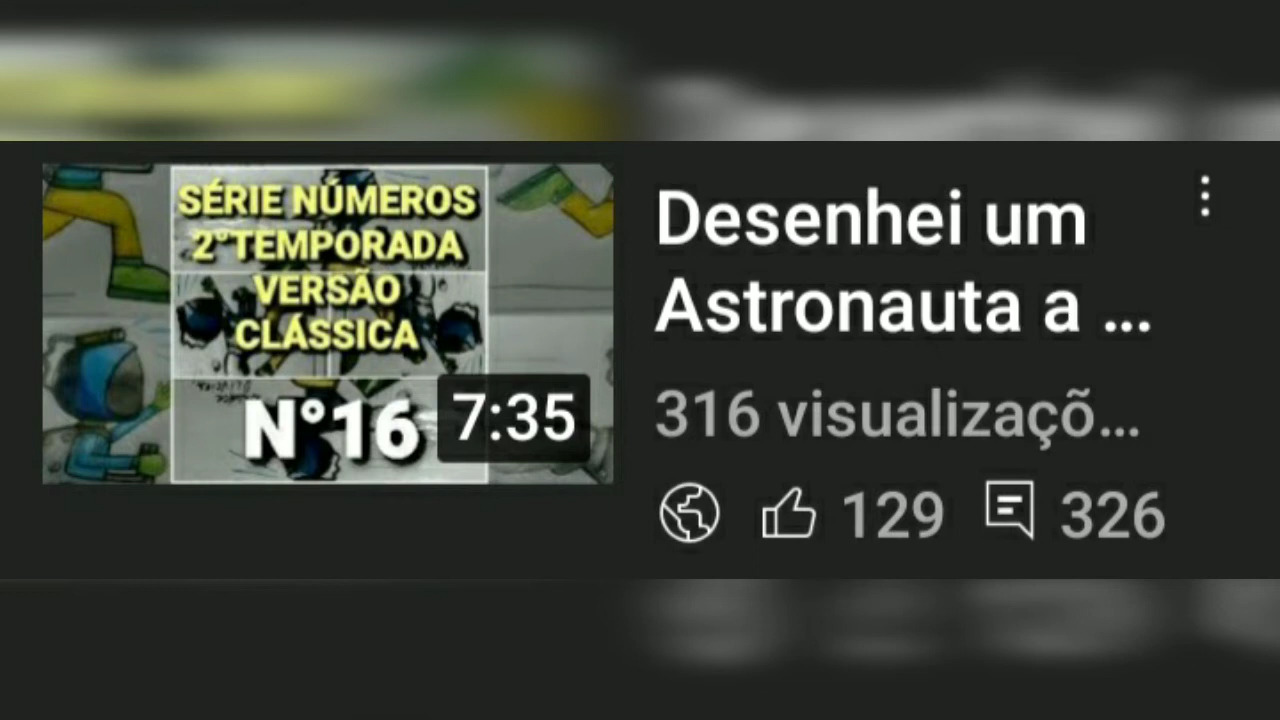 SÉRIE NÚMEROS
2°TEMPORADA
VERSÃO
CLÁSSICA
N°16
7:35
Desenhei um
Astronauta a ...
316 visualizaçõ...
129
326